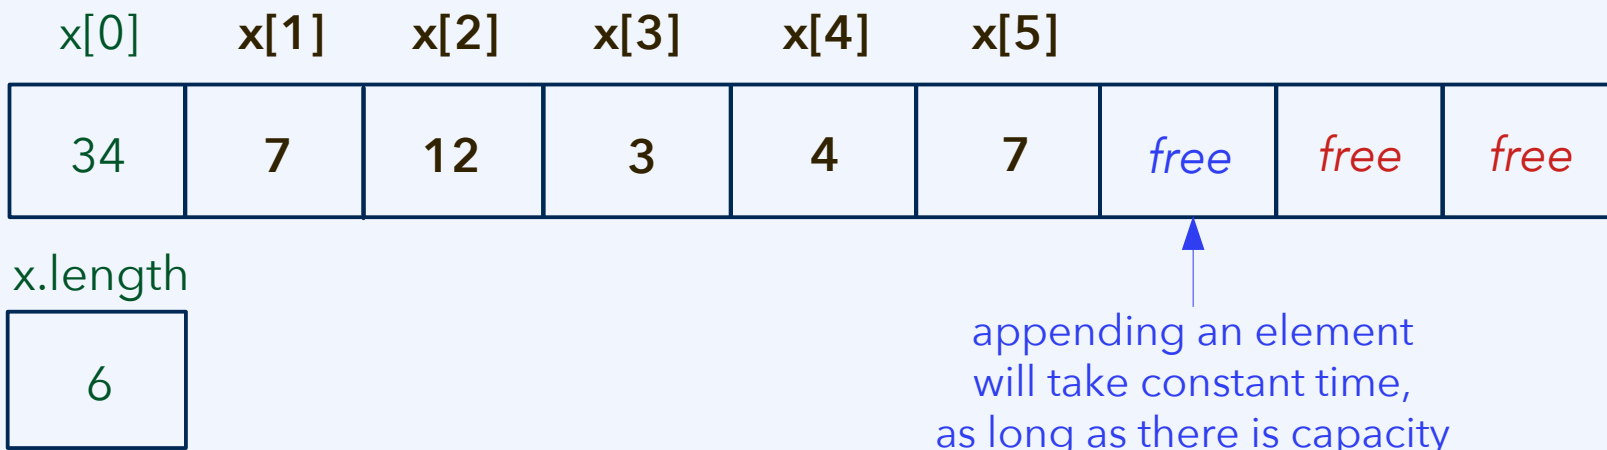 x[0] x[1] x[2] x[3] x[4] x[5]
34 7 12 3 4 7 free free free
x.length
6
appending an element
will take constant time,
as long as there is capacity